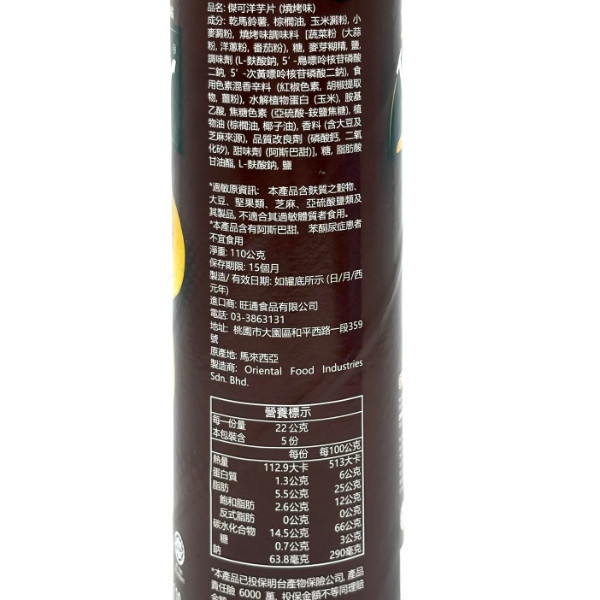 品名: 傑可洋芋片 (燒烤味)
成分: 乾馬鈴薯, 棕櫚油, 玉米澱粉, 小
麥澱粉, 燒烤味調味料 [蔬菜粉 (大蒜
粉, 洋蔥粉, 番茄粉), 糖, 麥芽糊精, 鹽,
調味劑 (L-麩酸鈉, 5' -鳥嘌呤核苷磷酸
二鈉, 5' -次黃嘌呤核苷磷酸二鈉), 食
用色素混香辛料 (紅椒色素, 胡椒提取
物, 薑粉), 水解植物蛋白 (玉米), 胺基
乙酸, 焦糖色素 (亞硫酸-銨鹽焦糖), 植
物油 (棕櫚油, 椰子油), 香料 (含大豆及
芝麻來源), 品質改良劑 (磷酸鈣, 二氧
化矽), 甜味劑 (阿斯巴甜)], 糖, 脂肪酸
甘油酯, L-麩酸鈉, 鹽
*過敏原資訊: 本產品含麩質之穀物、
大豆、堅果類、芝麻、亞硫酸鹽類及
其製品, 不適合其過敏體質者食用。
*本產品含有阿斯巴甜, 苯酮尿症患者
不宜食用
淨重: 110公克
保存期限: 15個月
製造/ 有效日期: 如罐底所示 (日/月/西
元年)
進口商: 旺通食品有限公司
電話: 03-3863131
地址: 桃園市大園區和平西路一段359
號
原產地: 馬來西亞
製造商: Oriental Food Industries
Sdn. Bhd.
營養標示
每一份量 22 公克
本包裝含 5 份
每份 每100公克
熱量 112.9大卡 513大卡
蛋白質 1.3公克 6公克
脂肪 5.5公克 25公克
飽和脂肪 2.6公克 12公克
反式脂肪 0公克 0公克
碳水化合物 14.5公克 66公克
糖 0.7公克 3公克
鈉 63.8毫克 290毫克
*本產品已投保明台產物保險公司, 產品
責任險 6000 萬, 投保金額不等同理賠